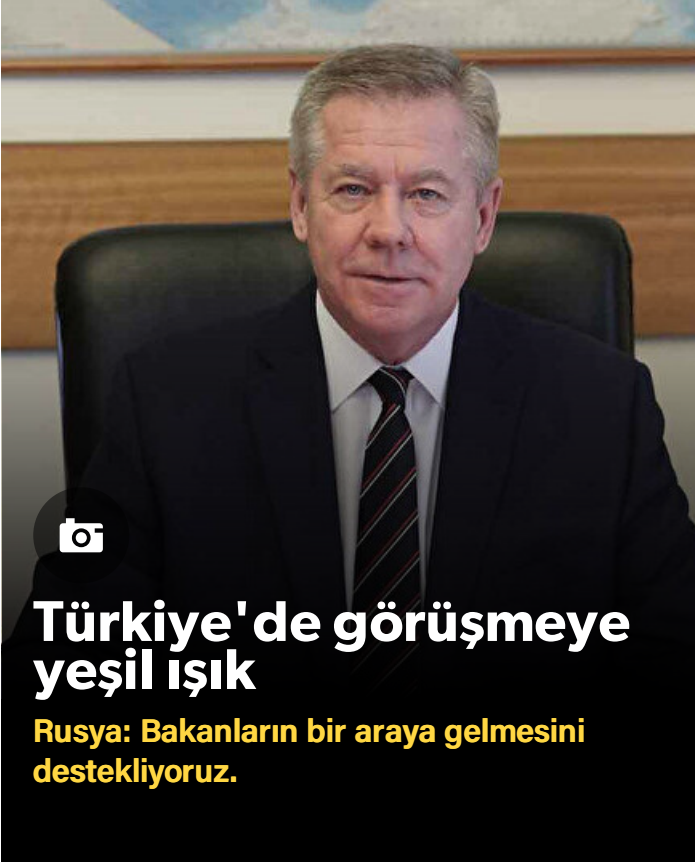 Türkiye'de görüşmeye
yeşil ışık
Rusya: Bakanların bir araya gelmesini
destekliyoruz.